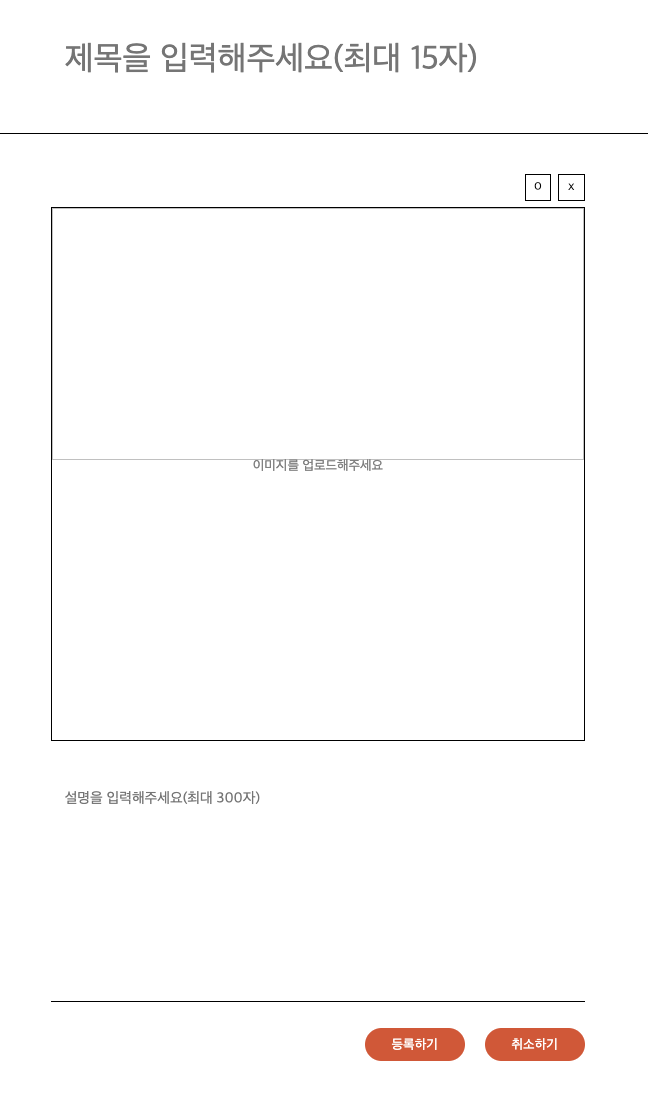 제목을 입력해주세요(최대 15자)
O x
이미지를 업로드해주세요
설명을 입력해주세요(최대 300자)
등록하기 취소하기